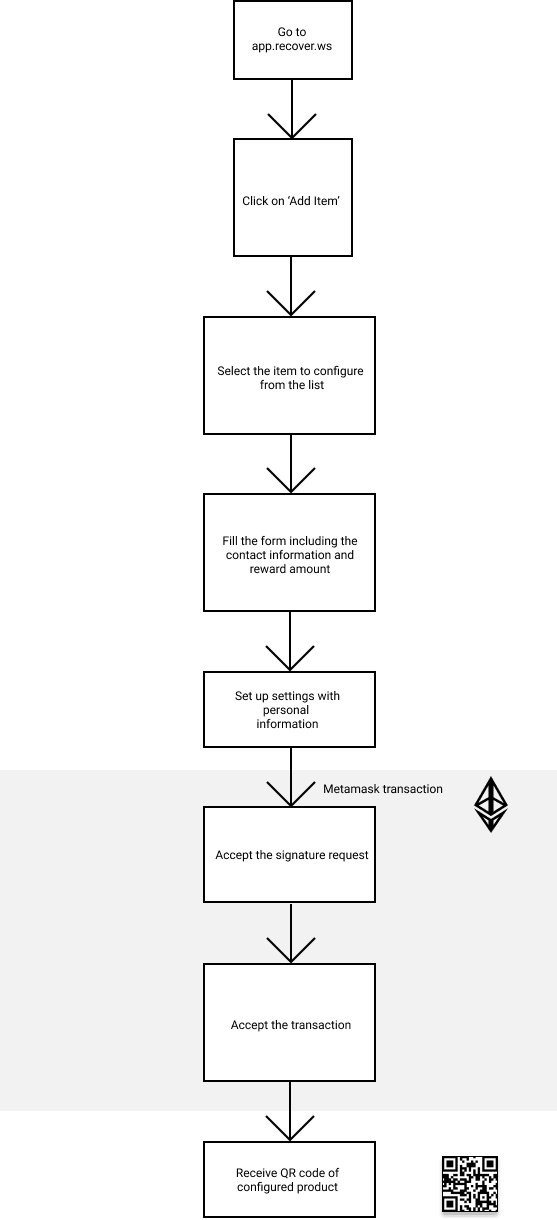 Go to
app.recover.ws
Click on ‘Add Item’
Select the item to configure
from the list
Fill the form including the
contact information and
reward amount
Set up settings with
personal
information
Metamask transaction
Accept the signature request
Accept the transaction
Receive QR code of
configured product